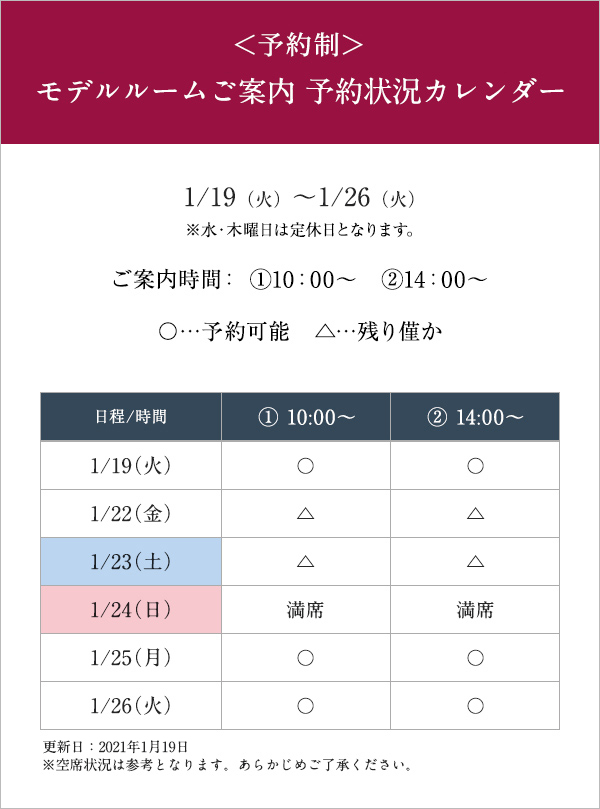 ＜予約制＞
モデルルームご案内 予約状況カレンダー
1/19（火）～1/26（火）
※水・木曜日は定休日となります。
ご案内時間： ①10：00～ ②14：00～
○…予約可能 △…残り僅か
日程/時間 ① 10:00～ ② 14:00～
1/19（火） ○ ○
1/22（金） △ △
1/23（土） △ △
1/24（日） 満席 満席
1/25（月） ○ ○
1/26（火） ○ ○
更新日：2021年1月19日
※空席状況は参考となります。あらかじめご了承ください。